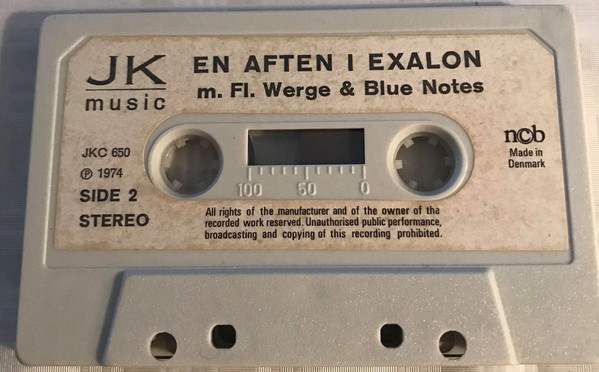 JK
music
EN AFTEN I EXALON
m. Fl. Werge & Blue Notes
JKC 650
℗ 1974
SIDE 2
STEREO
ncb
Made in
Denmark
100 50 0
All rights of the manufacturer and of the owner of tha
recorded work reserved. Unauthorised public performance,
broadcasting and copying of this recording prohibited.